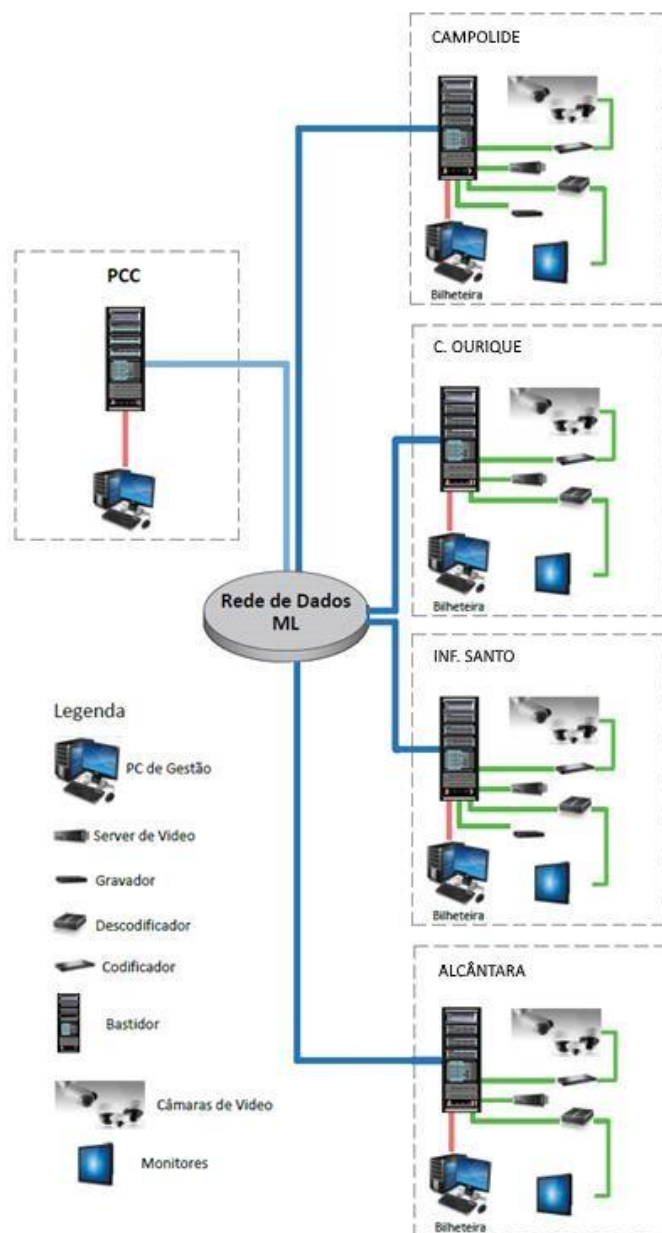 CAMPOLIDE
Bilheteira
PCC
C. OURIQUE
Bilheteira
Rede de Dados
ML
INF. SANTO
Bilheteira
ALCÂNTARA
Bilheteira
Legenda
PC de Gestão
Server de Video
Gravador
Descodificador
Codificador
Bastidor
Câmaras de Video
Monitores